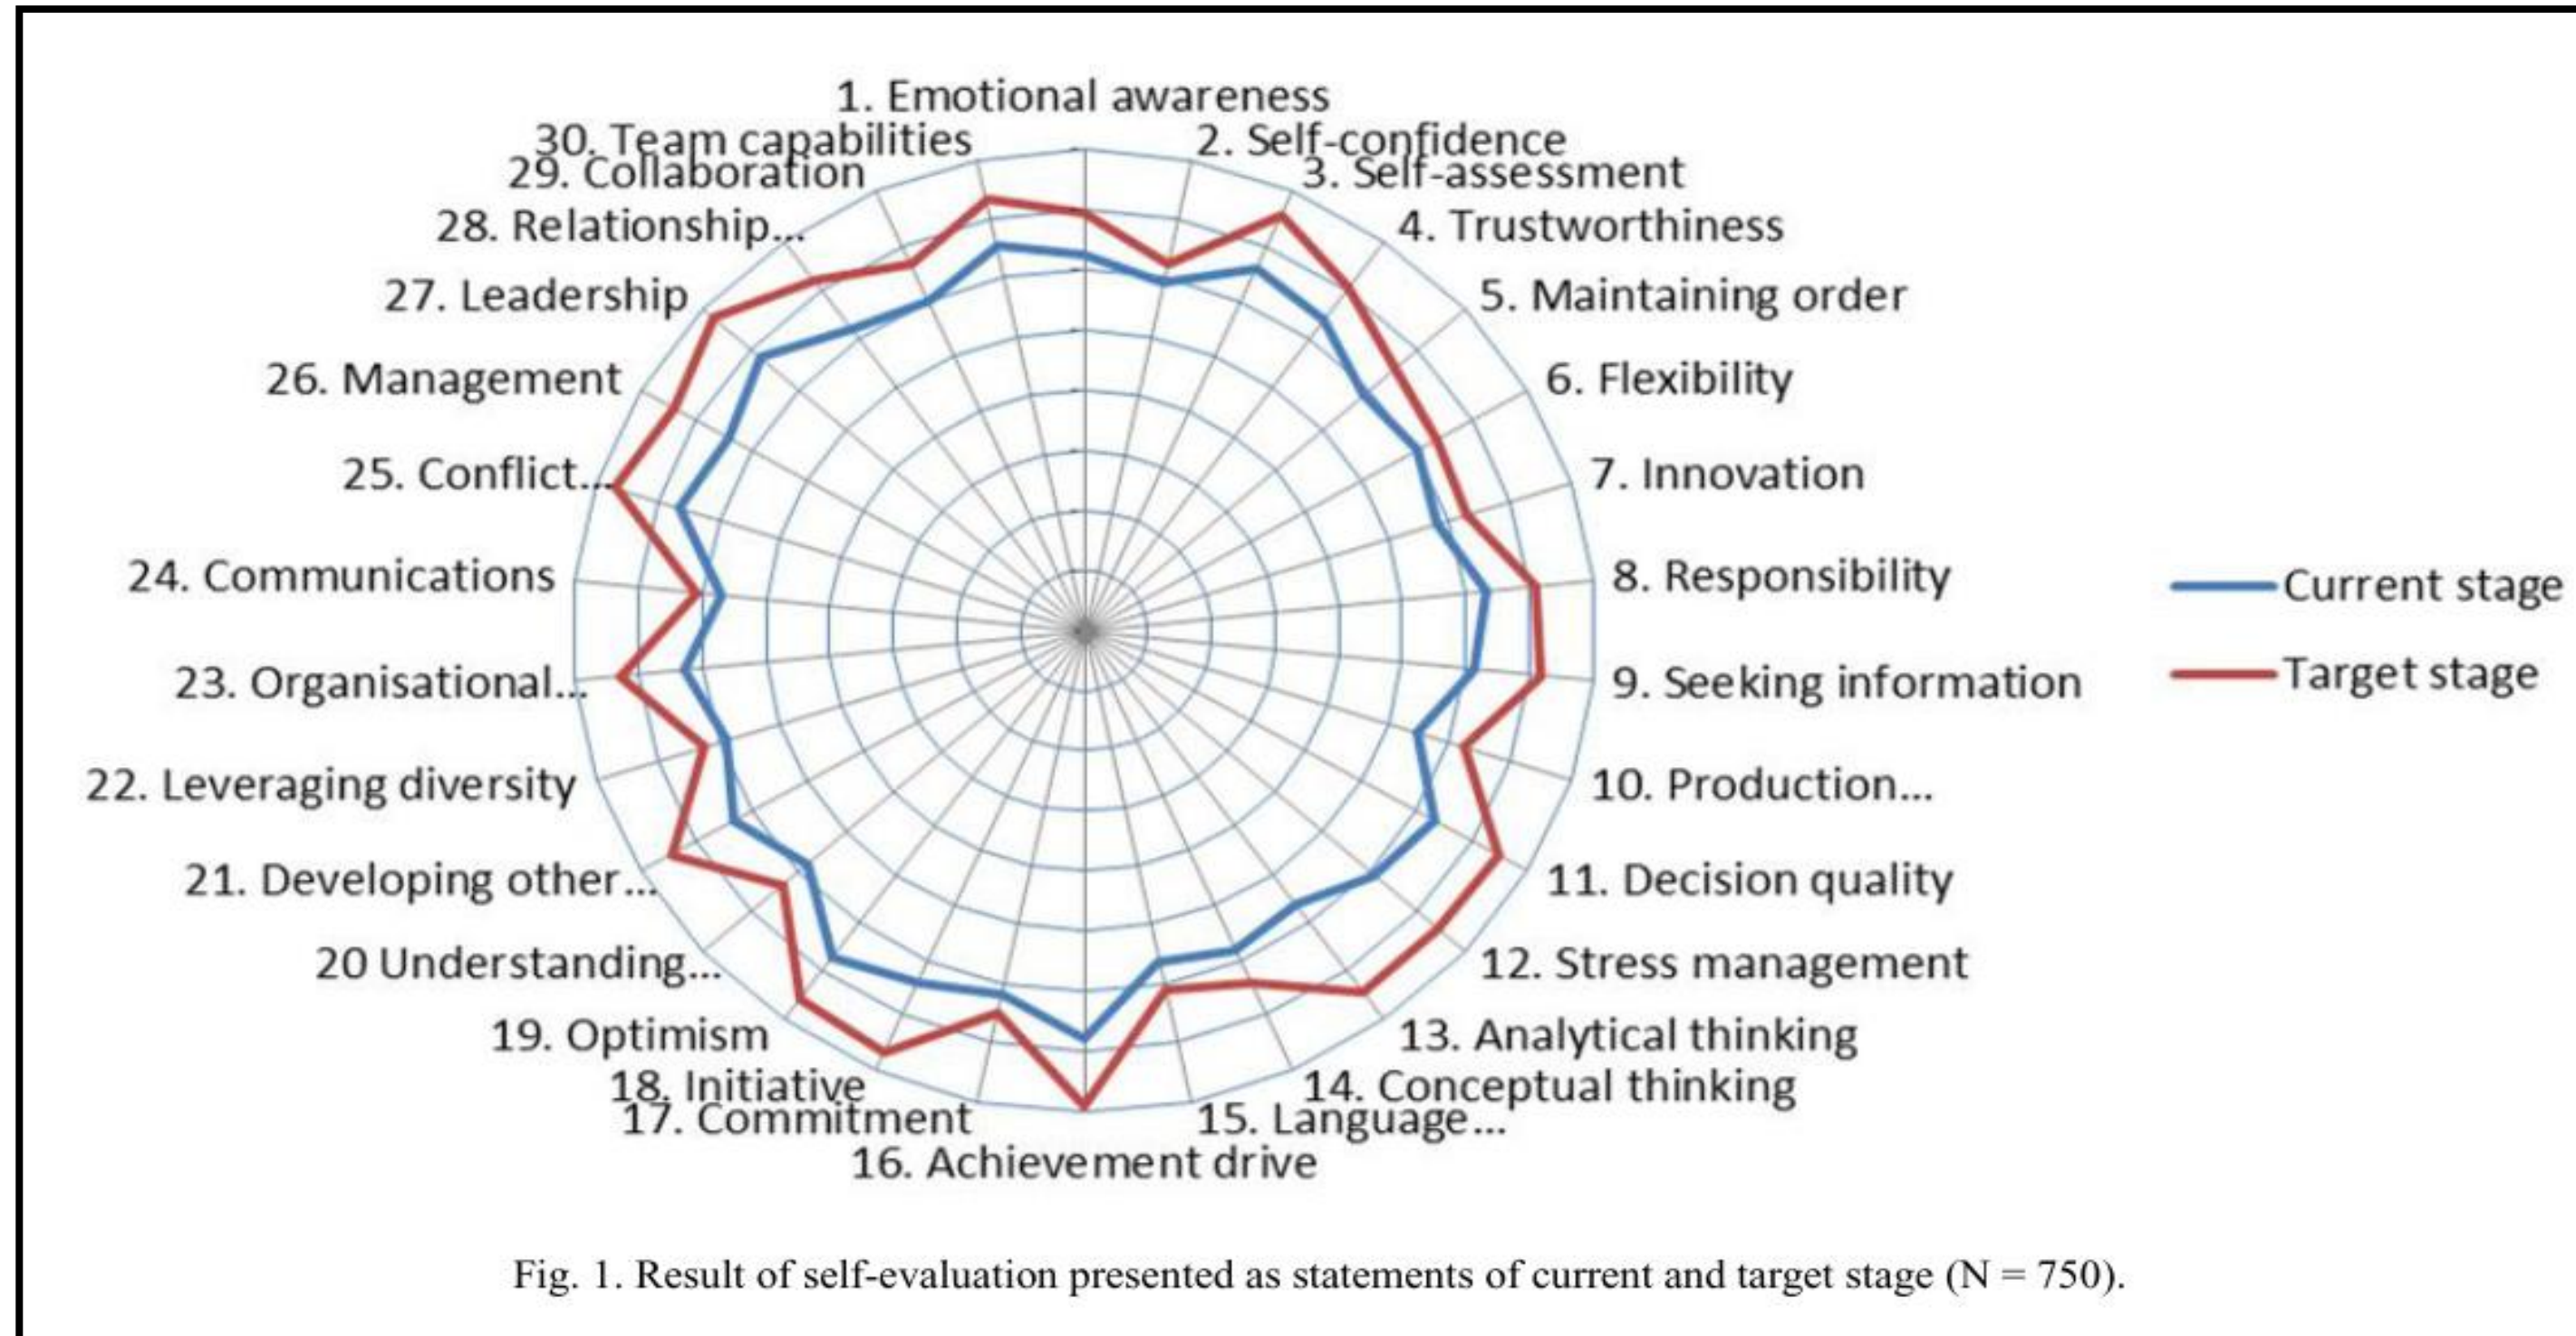 1. Emotional awareness
30. Team capabilities
2. Self-confidence
29. Collaboration
3. Self-assessment
28. Relationship...
4. Trustworthiness
27. Leadership
5. Maintaining order
26. Management
6. Flexibility
25. Conflict...
7. Innovation
24. Communications
8. Responsibility
Current stage
23. Organisational...
9. Seeking information
Target stage
22. Leveraging diversity
10. Production...
21. Developing other...
11. Decision quality
20 Understanding...
12. Stress management
19. Optimism
13. Analytical thinking
18. Initiative
14. Conceptual thinking
17. Commitment
15. Language...
16. Achievement drive
Fig. 1. Result of self-evaluation presented as statements of current and target stage (N = 750).